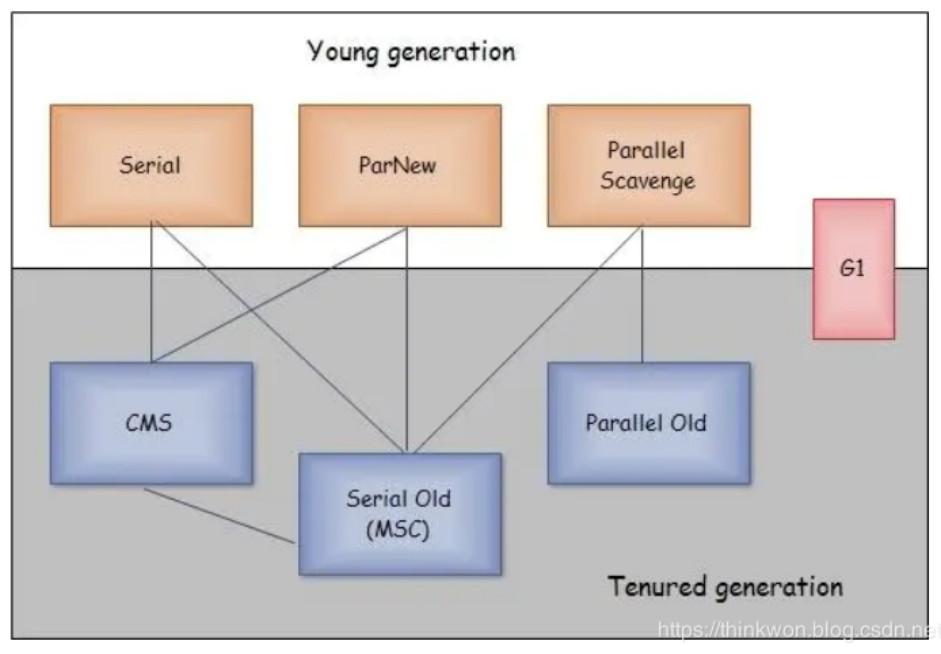 Young generation
Serial
ParNew
Parallel
Scavenge
G1
CMS
Serial Old
(MSC)
Parallel Old
Tenured generation
https://thinkwon.blog.csdn.net